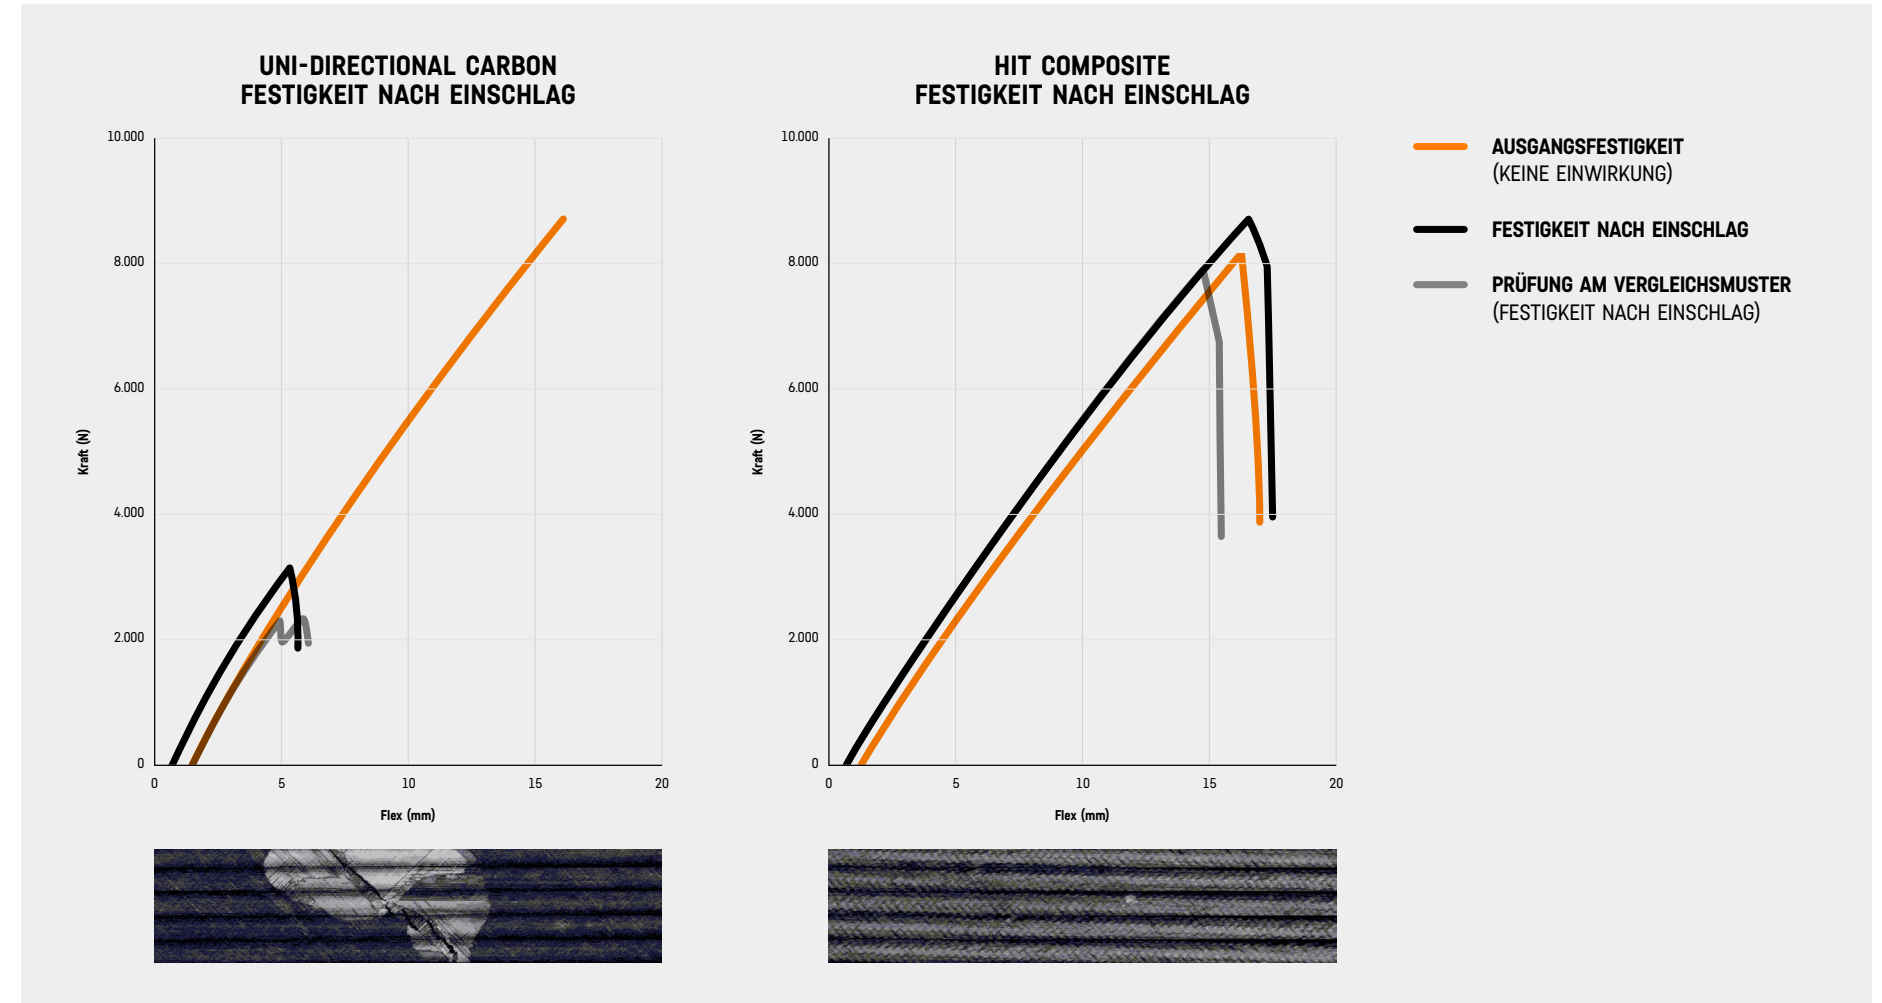 UNI-DIRECTIONAL CARBON
FESTIGKEIT NACH EINSCHLAG
10.000
8.000
6.000
4.000
2.000
0
Kraft (N)
0 5 10 15 20
Flex (mm)
HIT COMPOSITE
FESTIGKEIT NACH EINSCHLAG
10.000
8.000
6.000
4.000
2.000
0
Kraft (N)
0 5 10 15 20
Flex (mm)
AUSGANGSFESTIGKEIT
(KEINE EINWIRKUNG)
FESTIGKEIT NACH EINSCHLAG
PRÜFUNG AM VERGLEICHSMUSTER
(FESTIGKEIT NACH EINSCHLAG)